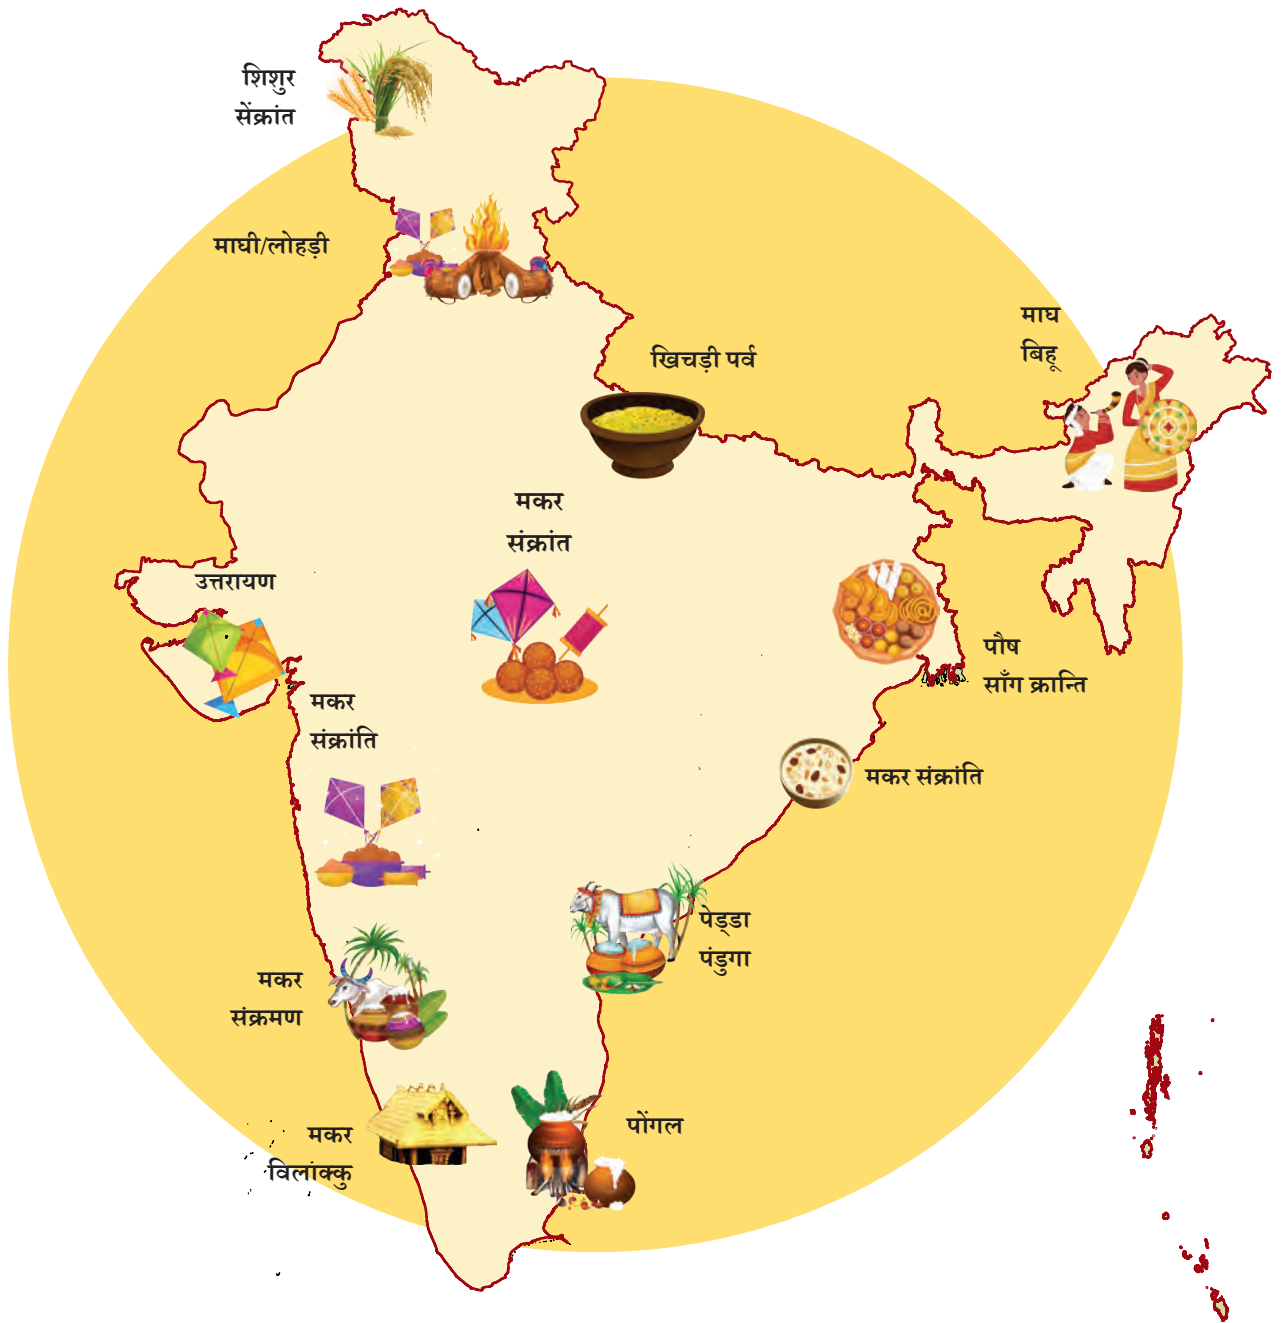 शिशुर
सेंक्रांत
माघी/लोहड़ी
माघ
बिहू
खिचड़ी पर्व
मकर
संक्रांत
उत्तरायण
पौष
साँग क्रान्ति
मकर
संक्रांति
मकर संक्रांति
पेड्डा
पंडुगा
मकर
संक्रमण
पोंगल
मकर
विलांक्कु